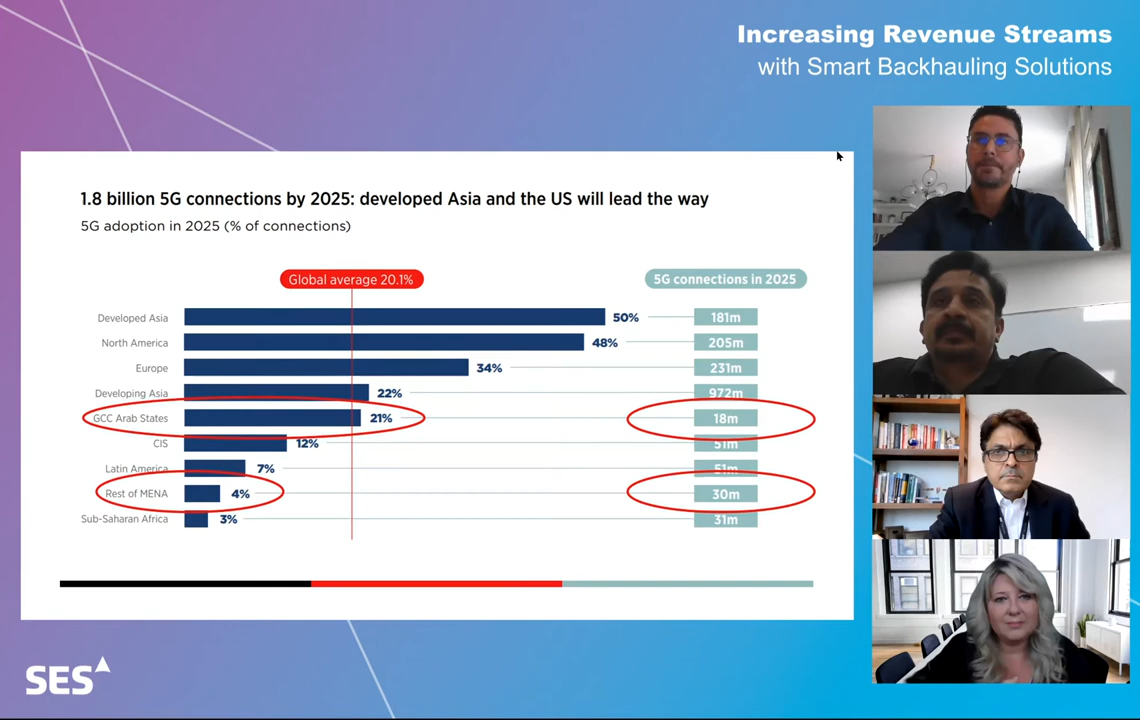 Increasing Revenue Streams
with Smart Backhauling Solutions
1.8 billion 5G connections by 2025: developed Asia and the US will lead the way
5G adoption in 2025 (% of connections)
Global average 20.1%
5G connections in 2025
Developed Asia 50% 181m
North America 48% 205m
Europe 34% 231m
Developing Asia 22% 972m
GCC Arab States 21% 18m
CIS 12% 51m
Latin America 7% 51m
Rest of MENA 4% 30m
Sub-Saharan Africa 3% 31m
SES